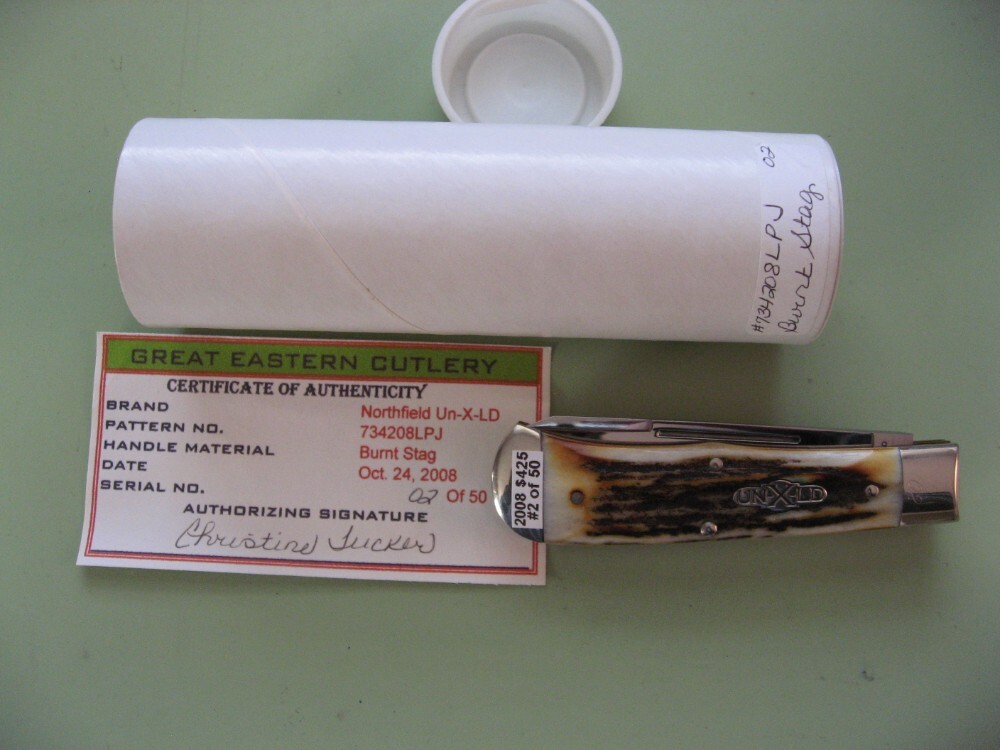 02
#734208LPJ
Burnt Stag
GREAT EASTERN CUTLERY
CERTIFICATE OF AUTHENTICITY
BRAND Northfield Un-X-LD
PATTERN NO. 734208LPJ
HANDLE MATERIAL Burnt Stag
DATE Oct. 24, 2008
SERIAL NO. 02 Of 50
AUTHORIZING SIGNATURE
Christine Tucker
2008 $425
#2 of 50
UN-X-LD